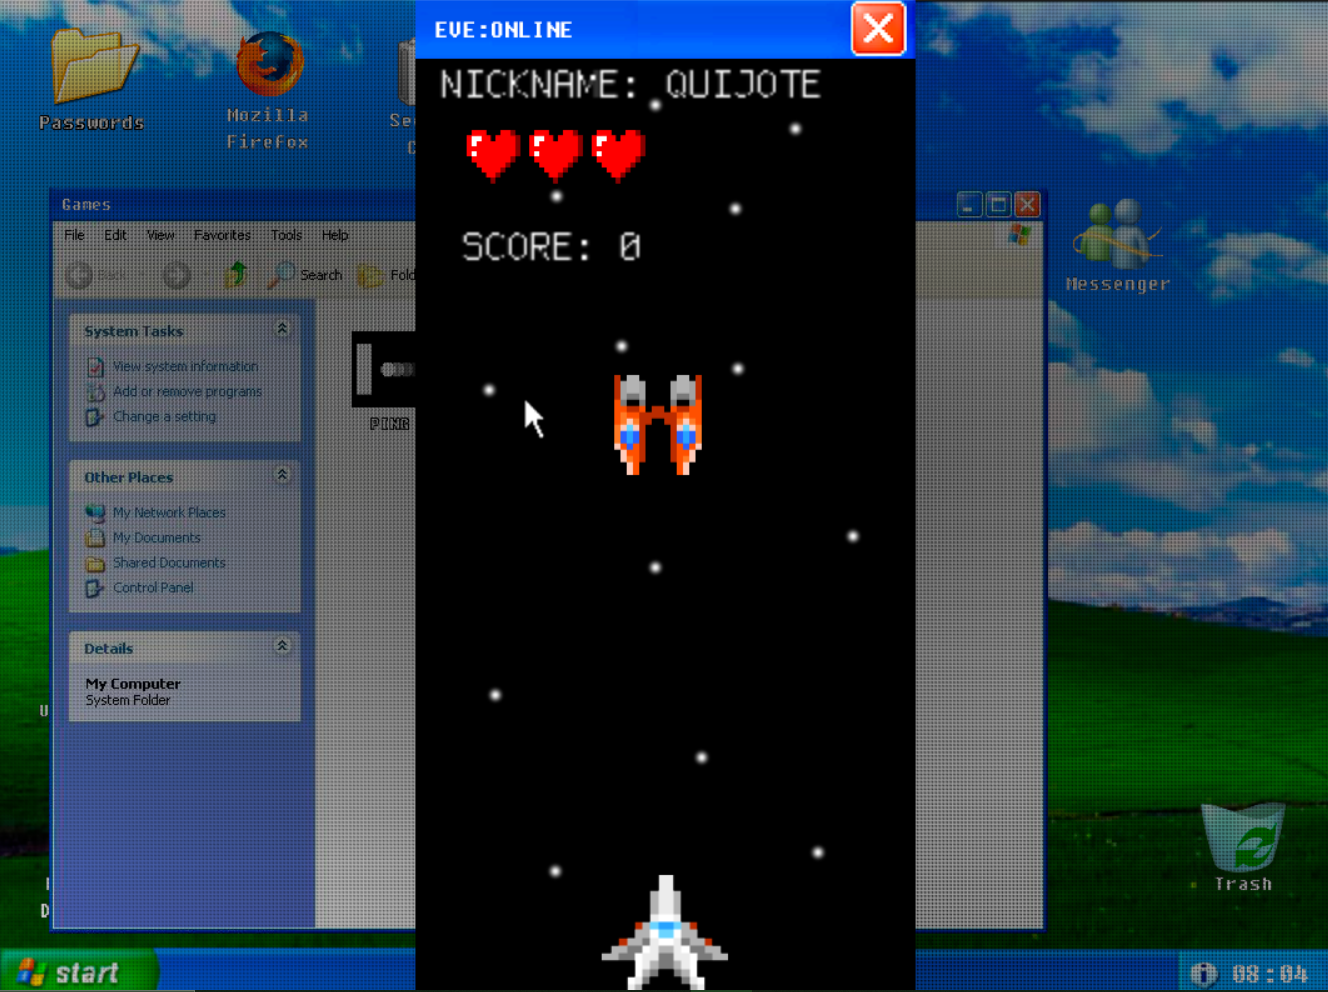 EVE:ONLINE
NICKNAME: QUIJOTE
SCORE: 0
Passwords
Mozilla
Firefox
Games
File Edit View Favorites Tools Help
Back
Search
System Tasks
View system information
Add or remove programs
Change a setting
PING
Other Places
My Network Places
My Documents
Shared Documents
Control Panel
Details
My Computer
System Folder
Messenger
Trash
start
08:04